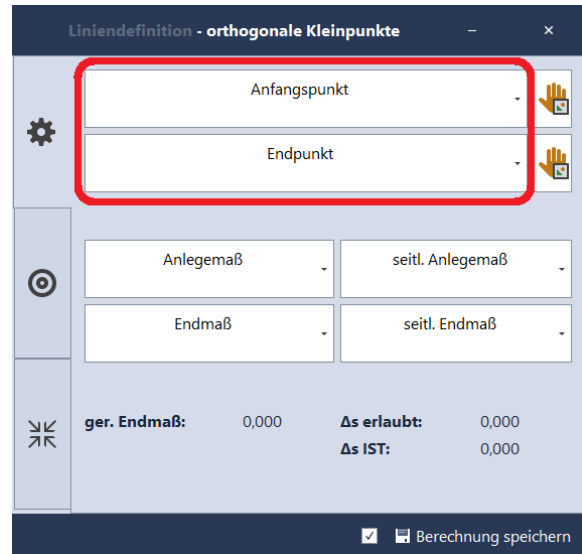 Liniendefinition - orthogonale Kleinpunkte
Anfangspunkt
Endpunkt
Anlegemaß seitl. Anlegemaß
Endmaß seitl. Endmaß
ger. Endmaß: 0,000 Δs erlaubt: 0,000
Δs IST: 0,000
Berechnung speichern